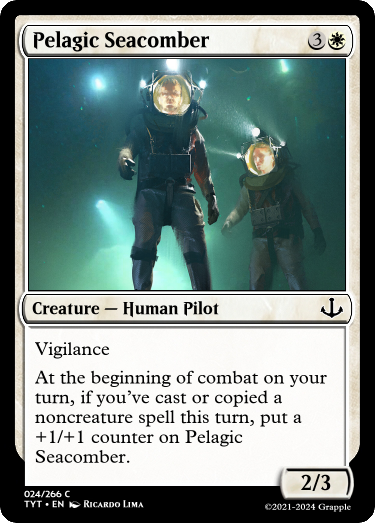 Pelagic Seacomber 3
Creature — Human Pilot
Vigilance
At the beginning of combat on your
turn, if you've cast or copied a
noncreature spell this turn, put a
+1/+1 counter on Pelagic
Seacomber.
2/3
024/266 C
TYT • EN Ricardo Lima
©2021-2024 Grapple